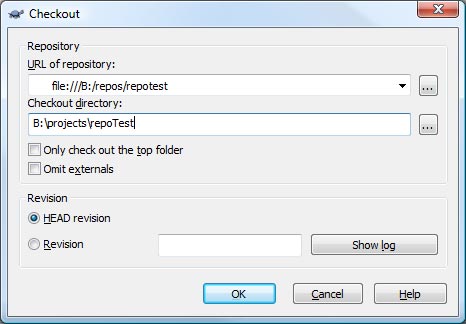 Checkout
Repository
URL of repository:
file:///B:/repos/repotest
...
Checkout directory:
B:\projects\repoTest
...
Only check out the top folder
Omit externals
Revision
HEAD revision
Revision
Show log
OK
Cancel
Help